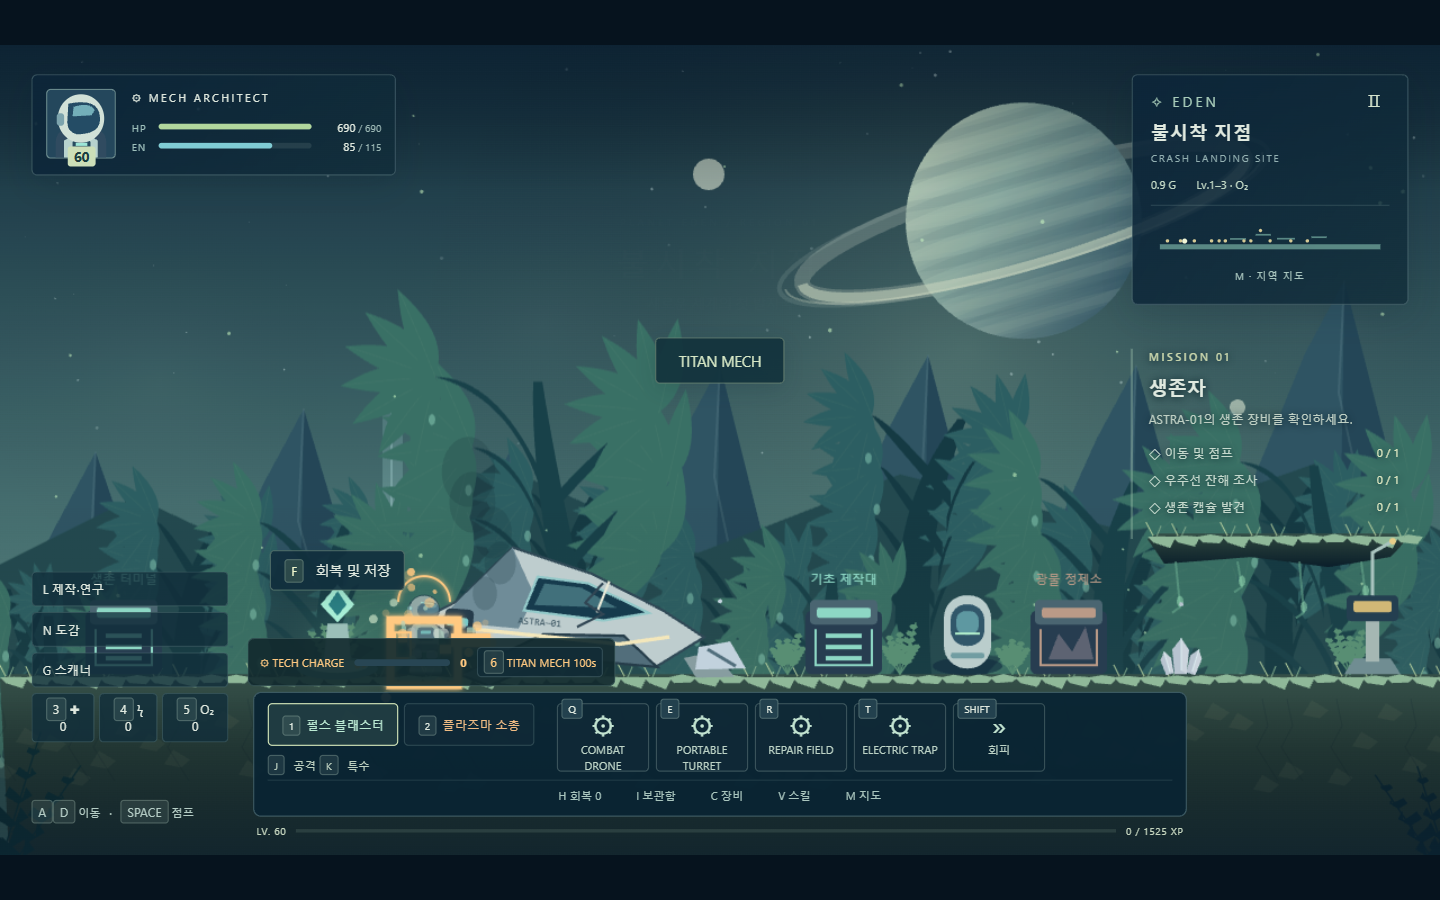 ⚙ MECH ARCHITECT
HP 690 / 690
EN 85 / 115
60
✧ EDEN
불시착 지점
CRASH LANDING SITE
0.9 G Lv.1–3 · O₂
M · 지역 지도
TITAN MECH
MISSION 01
생존자
ASTRA-01의 생존 장비를 확인하세요.
◇ 이동 및 점프 0 / 1
◇ 우주선 잔해 조사 0 / 1
◇ 생존 캡슐 발견 0 / 1
F 회복 및 저장
터미널
기초 제작대
광물 정제소
ASTRA-01
L 제작·연구
N 도감
G 스캐너
⚙ TECH CHARGE 0 6 TITAN MECH 100s
3 ✚ 4 5 O₂
0 0 0
1 펄스 블래스터 2 플라즈마 소총
J 공격 K 특수
Q COMBAT
DRONE
E PORTABLE
TURRET
R REPAIR FIELD
T ELECTRIC TRAP
SHIFT » 회피
H 회복 0 I 보관함 C 장비 V 스킬 M 지도
A D 이동 · SPACE 점프
LV. 60 0 / 1525 XP